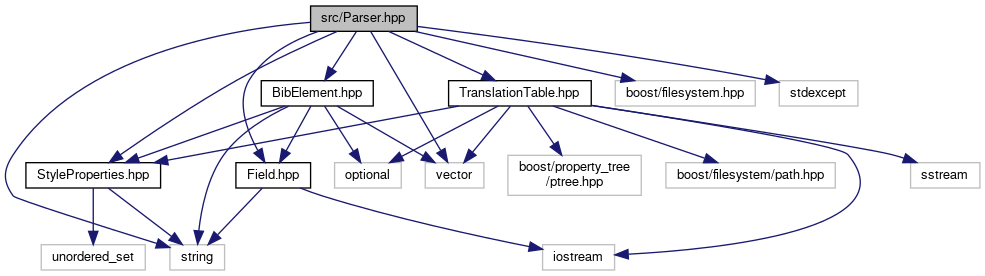 src/Parser.hpp
BibElement.hpp
TranslationTable.hpp
boost/filesystem.hpp
stdexcept
StyleProperties.hpp
Field.hpp
optional
vector
boost/property_tree
/ptree.hpp
boost/filesystem/path.hpp
sstream
unordered_set
string
iostream